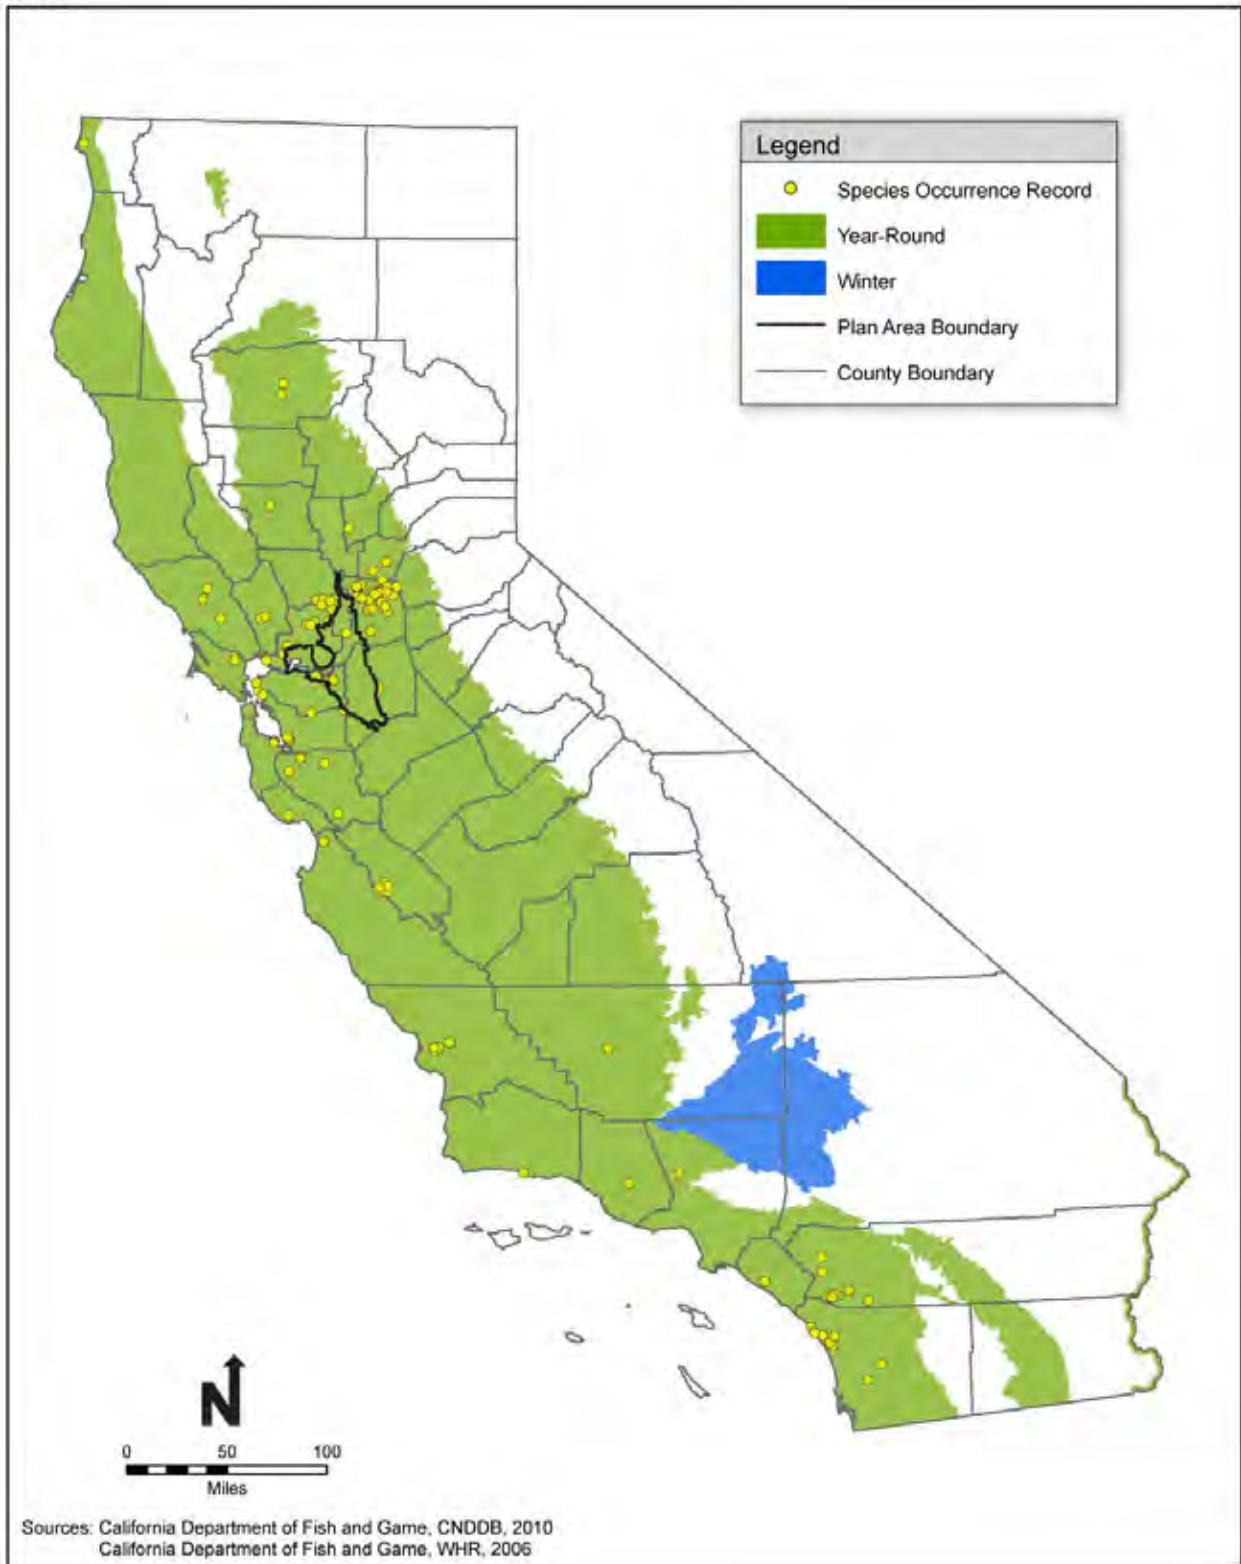 Legend
Species Occurrence Record
Year-Round
Winter
Plan Area Boundary
County Boundary
N
0 50 100
Miles
Sources: California Department of Fish and Game, CNDDB, 2010
California Department of Fish and Game, WHR, 2006